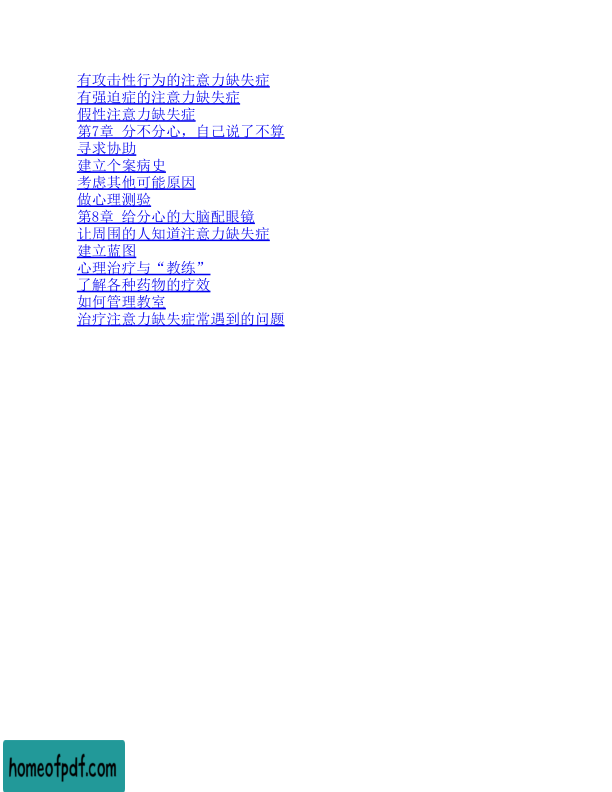 有攻击性行为的注意力缺失症
有强迫症的注意力缺失症
假性注意力缺失症
第7章 分不分心，自己说了不算
寻求协助
建立个案病史
考虑其他可能原因
做心理测验
第8章 给分心的大脑配眼镜
让周围的人知道注意力缺失症
建立蓝图
心理治疗与“教练”
了解各种药物的疗效
如何管理教室
治疗注意力缺失症常遇到的问题
homeofpdf.com